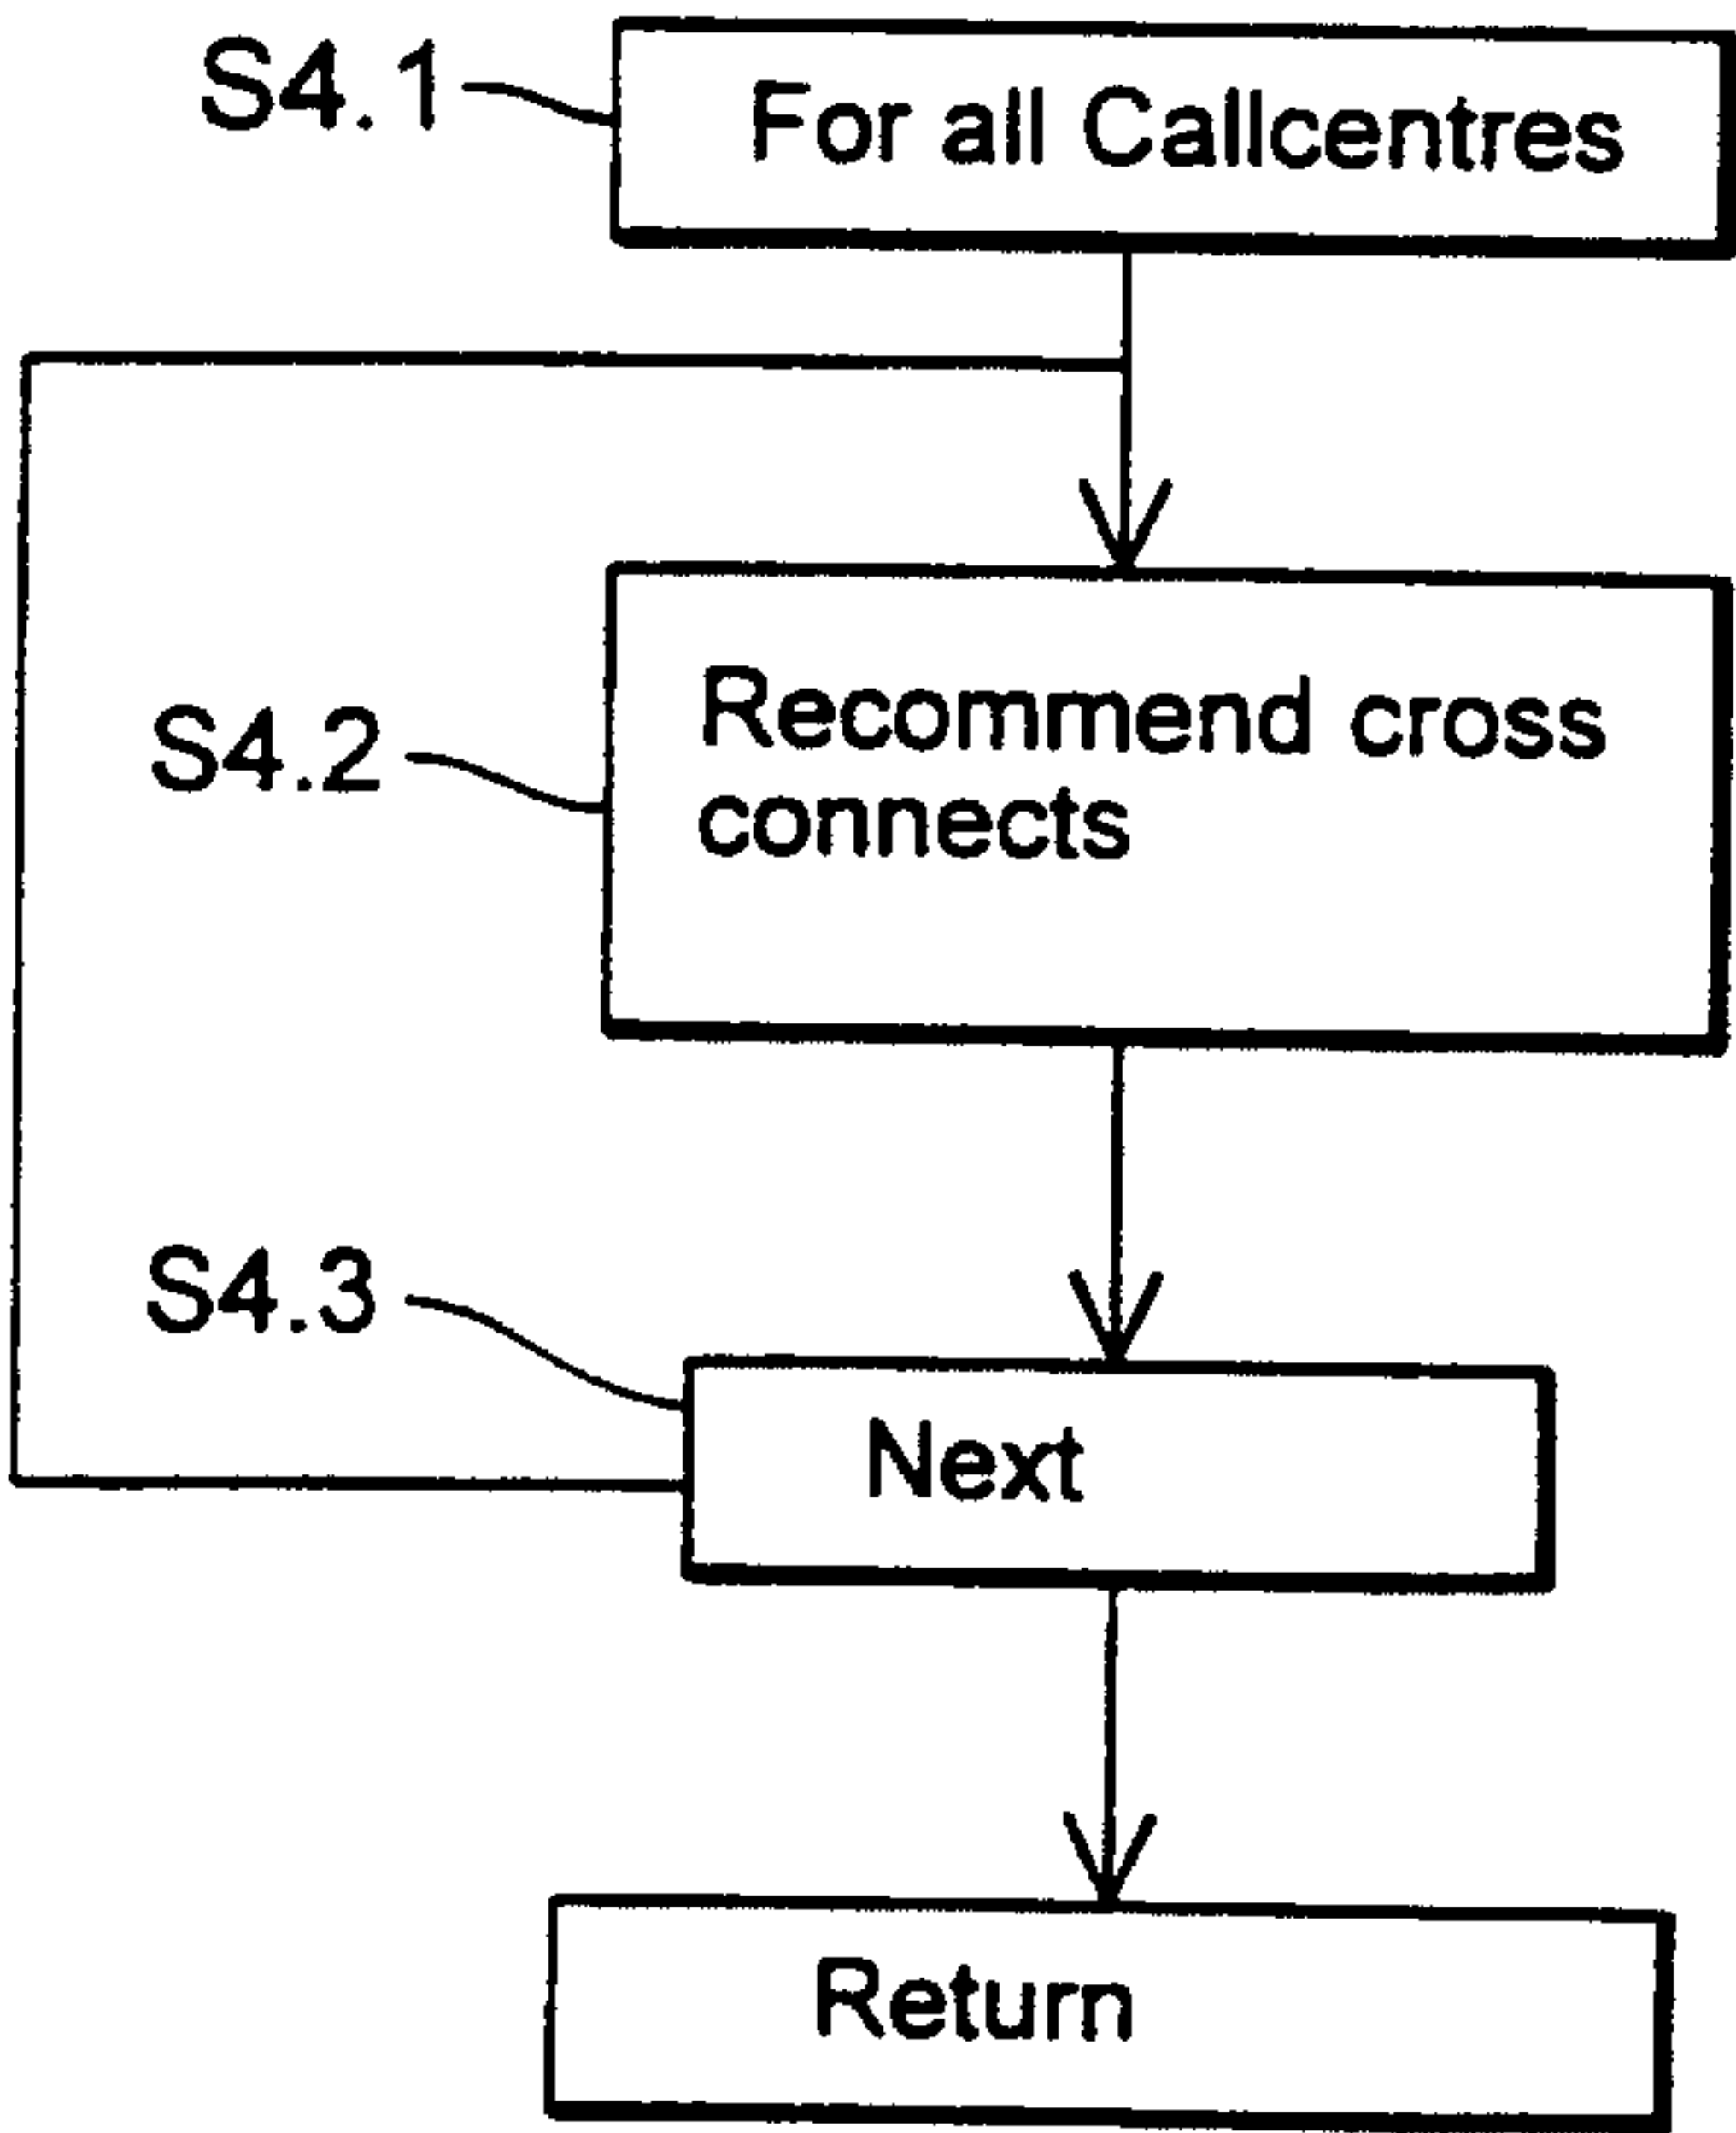 S4.1
For all Callcentres
S4.2
Recommend cross
connects
S4.3
Next
Return